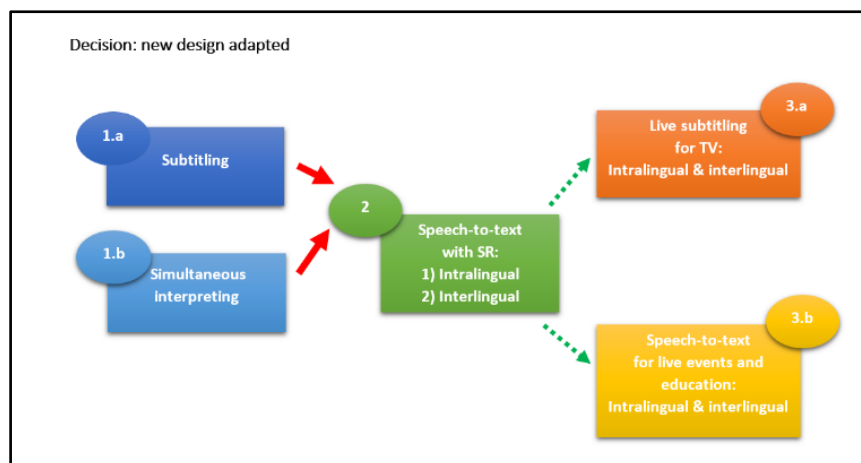 Decision: new design adapted
1.a
Subtitling
1.b
Simultaneous
interpreting
2
Speech-to-text
with SR:
1) Intralingual
2) Interlingual
3.a
Live subtitling
for TV:
Intralingual & interlingual
3.b
Speech-to-text
for live events and
education:
Intralingual & interlingual